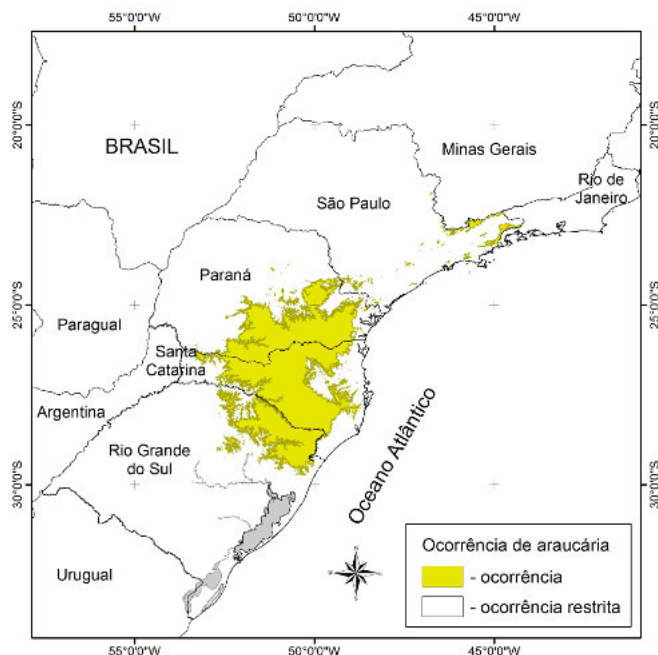 55°0'0"O 50°0'0"O 45°0'0"O
20°0'0"S
25°0'0"S
30°0'0"S
BRASIL
Minas Gerais
Rio de
Janeiro
São Paulo
Paraná
Paragual
Santa
Catarina
Argentina
Rio Grande
do Sul
Urugual
Oceano Atlântico
N
Ocorrência de araucária
- ocorrência
- ocorrência restrita
55°0'0"O 50°0'0"O 45°0'0"O
20°0'0"S
25°0'0"S
30°0'0"S